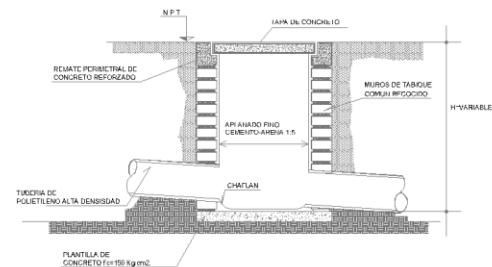 N.P.T.
TAPA DE CONCRETO
REMATE PERIMETRAL DE
CONCRETO REFORZADO
MUROS DE TABIQUE
COMUN RECOCIDO
H=VARIABLE
APLANADO FINO
CEMENTO-ARENA 1:5
CHAFLAN
TUBERIA DE
POLIETILENO ALTA DENSISDAD
PLANTILLA DE
CONCRETO f'c=150 Kg/cm2.